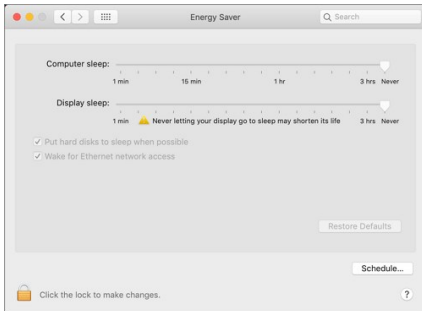 Energy Saver
Search
Computer sleep:
1 min 15 min 1 hr 3 hrs Never
Display sleep:
1 min Never letting your display go to sleep may shorten its life 3 hrs Never
Put hard disks to sleep when possible
Wake for Ethernet network access
Restore Defaults
Schedule...
Click the lock to make changes.
?